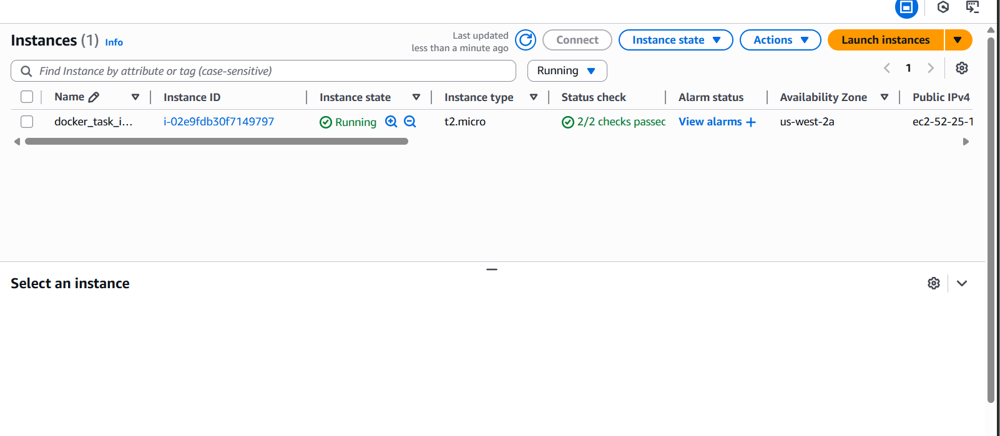 Instances (1) Info
Last updated
less than a minute ago
Connect
Instance state
Actions
Launch instances
Find Instance by attribute or tag (case-sensitive)
Running
1
Name Instance ID Instance state Instance type Status check Alarm status Availability Zone Public IPv4
docker_task_i... i-02e9fdb30f7149797 Running t2.micro 2/2 checks passec View alarms + us-west-2a ec2-52-25-1
Select an instance